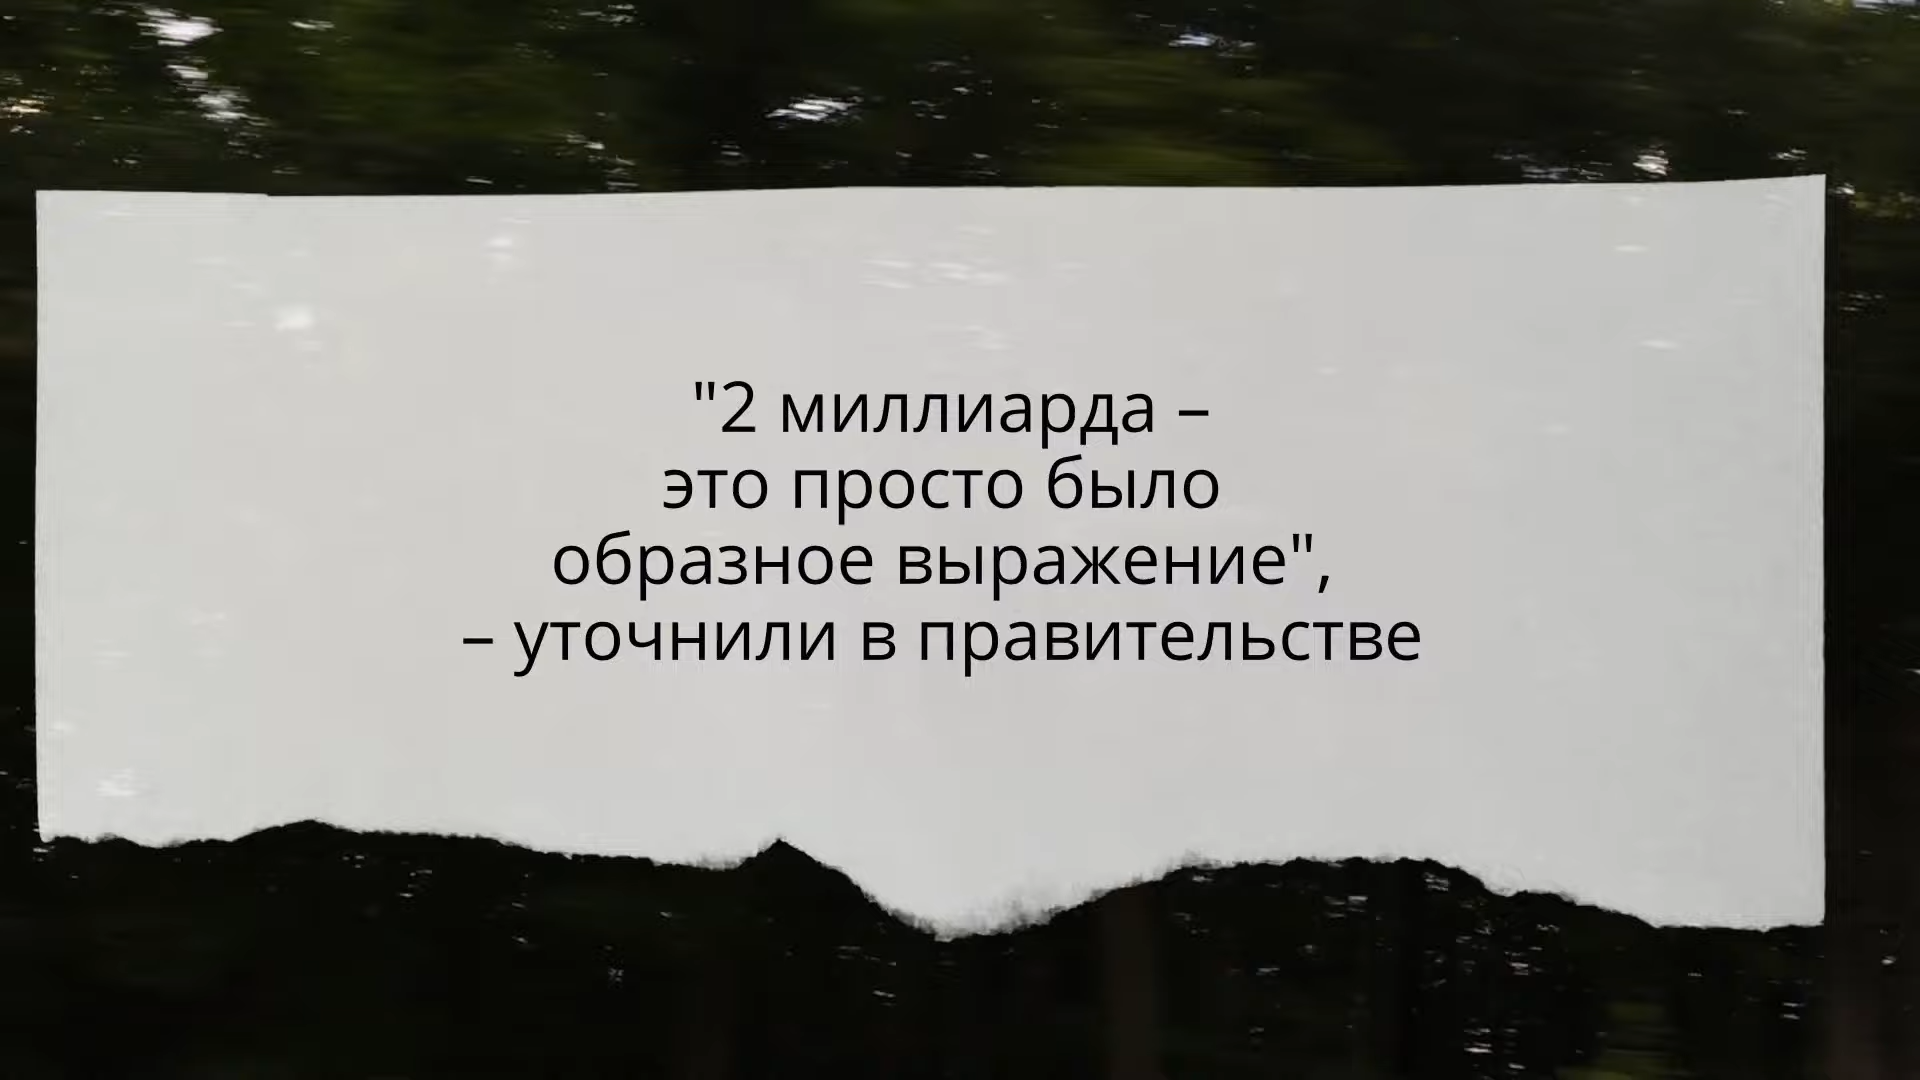 "2 миллиарда –
это просто было
образное выражение",
– уточнили в правительстве